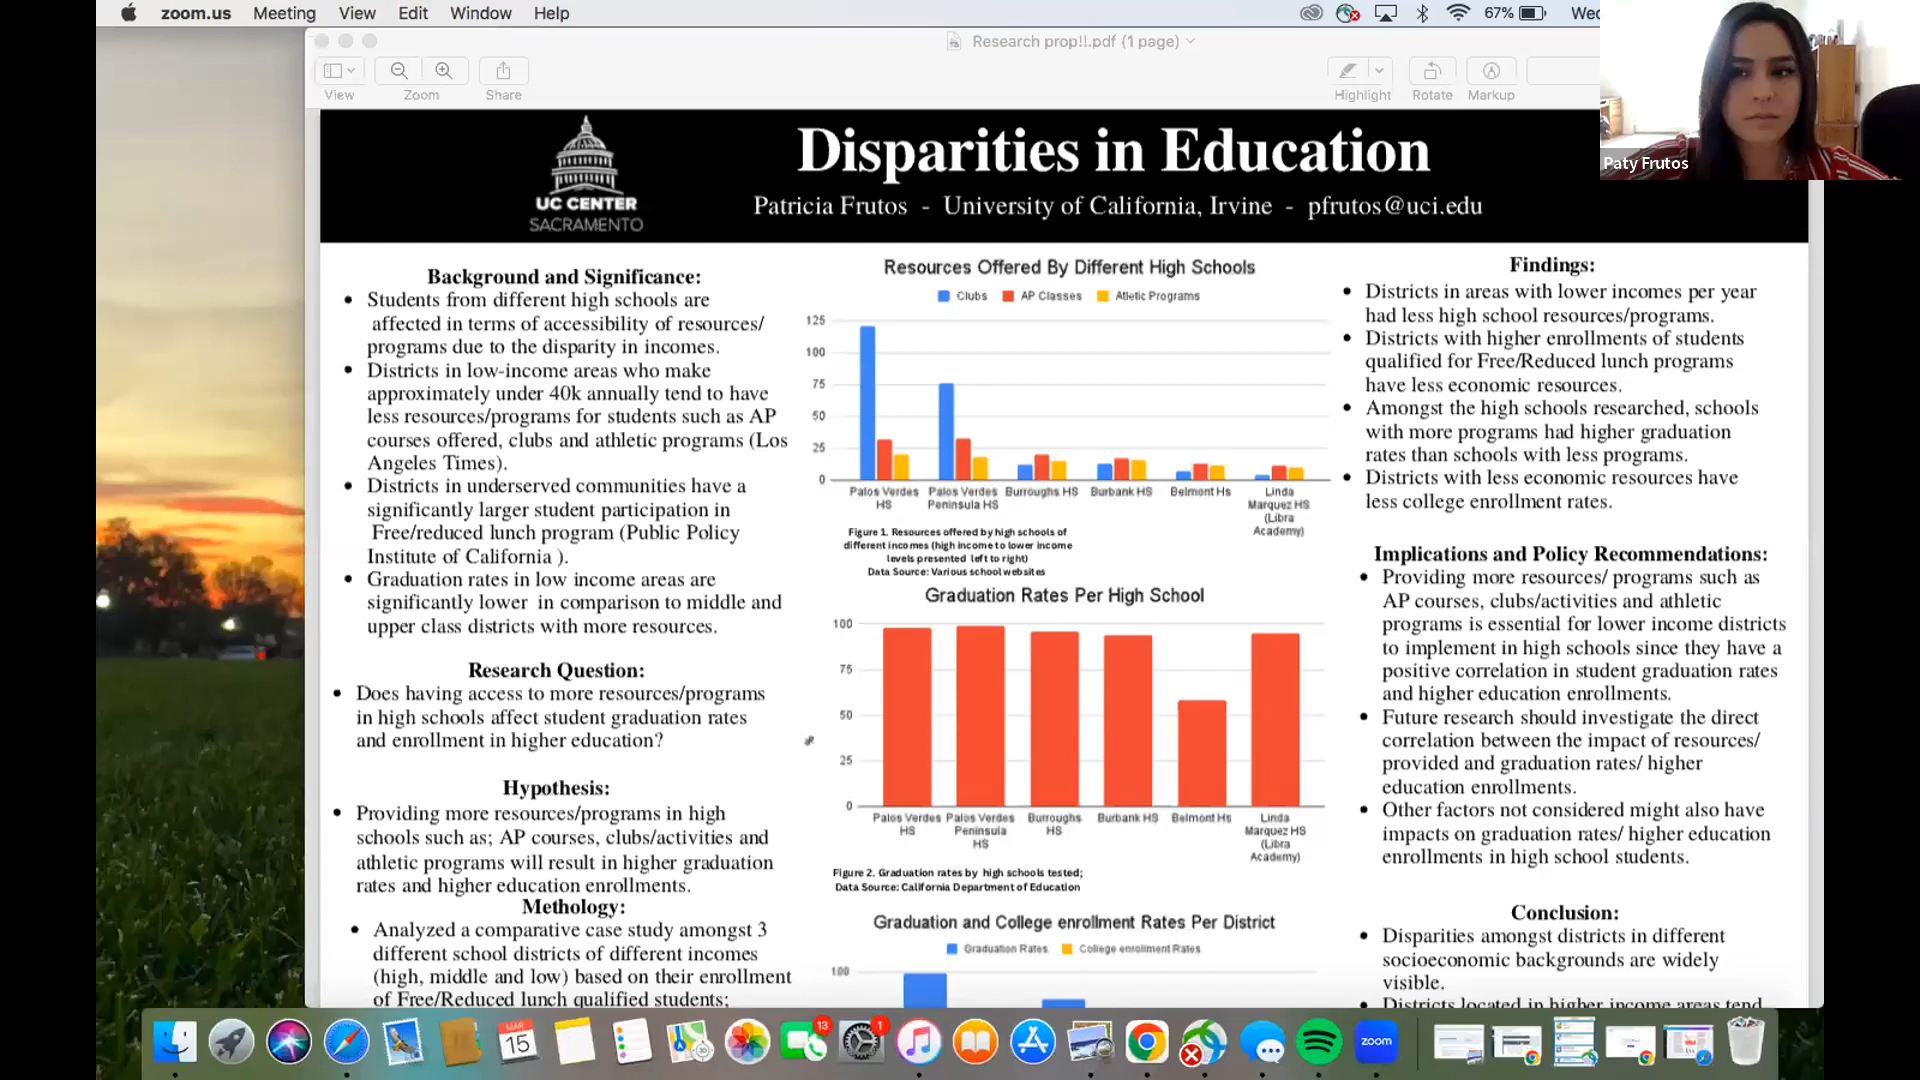 zoom.us Meeting View Edit Window Help
67% Wed
Research prop!!.pdf (1 page)
View Zoom Share Highlight Rotate Markup
Paty Frutos
UC CENTER
SACRAMENTO
Disparities in Education
Patricia Frutos - University of California, Irvine - pfrutos@uci.edu
Background and Significance:
• Students from different high schools are
affected in terms of accessibility of resources/
programs due to the disparity in incomes.
• Districts in low-income areas who make
approximately under 40k annually tend to have
less resources/programs for students such as AP
courses offered, clubs and athletic programs (Los
Angeles Times).
• Districts in underserved communities have a
significantly larger student participation in
Free/reduced lunch program (Public Policy
Institute of California ).
• Graduation rates in low income areas are
significantly lower in comparison to middle and
upper class districts with more resources.
Research Question:
• Does having access to more resources/programs
in high schools affect student graduation rates
and enrollment in higher education?
Hypothesis:
• Providing more resources/programs in high
schools such as; AP courses, clubs/activities and
athletic programs will result in higher graduation
rates and higher education enrollments.
Methology:
• Analyzed a comparative case study amongst 3
different school districts of different incomes
(high, middle and low) based on their enrollment
of Free/Reduced lunch qualified students;
Resources Offered By Different High Schools
Clubs AP Classes Atletic Programs
125
100
75
50
25
0
Palos Verdes HS
Palos Verdes Peninsula HS
Burroughs HS
Burbank HS
Belmont Hs
Linda Marquez HS (Libra Academy)
Figure 1. Resources offered by high schools of
different incomes (high income to lower income
levels presented left to right)
Data Source: Various school websites
Graduation Rates Per High School
100
75
50
25
0
Palos Verdes HS
Palos Verdes Peninsula HS
Burroughs HS
Burbank HS
Belmont Hs
Linda Marquez HS (Libra Academy)
Figure 2. Graduation rates by high schools tested;
Data Source: California Department of Education
Graduation and College enrollment Rates Per District
Graduation Rates College enrollment Rates
100
Findings:
• Districts in areas with lower incomes per year
had less high school resources/programs.
• Districts with higher enrollments of students
qualified for Free/Reduced lunch programs
have less economic resources.
• Amongst the high schools researched, schools
with more programs had higher graduation
rates than schools with less programs.
• Districts with less economic resources have
less college enrollment rates.
Implications and Policy Recommendations:
• Providing more resources/ programs such as
AP courses, clubs/activities and athletic
programs is essential for lower income districts
to implement in high schools since they have a
positive correlation in student graduation rates
and higher education enrollments.
• Future research should investigate the direct
correlation between the impact of resources/
provided and graduation rates/ higher
education enrollments.
• Other factors not considered might also have
impacts on graduation rates/ higher education
enrollments in high school students.
Conclusion:
• Disparities amongst districts in different
socioeconomic backgrounds are widely
visible.
• Districts located in higher income areas tend
MAR
15
13
1
zoom